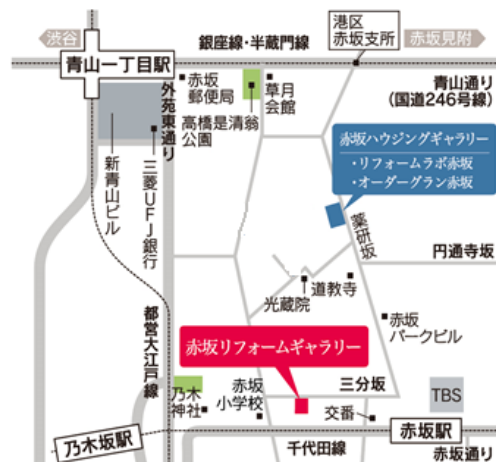 渋谷
銀座線・半蔵門線
港区
赤坂支所
赤坂見附
青山一丁目駅
赤坂
郵便局
草月
会館
青山通り
(国道246号線)
高橋是清翁
公園
外苑東通り
赤坂ハウジングギャラリー
・リフォームラボ赤坂
・オーダーグラン赤坂
新青山ビル
三菱UFJ銀行
薬研坂
円通寺坂
道教寺
光蔵院
都営大江戸線
赤坂
パークビル
赤坂リフォームギャラリー
乃木
神社
赤坂
小学校
三分坂
TBS
交番
乃木坂駅
赤坂駅
千代田線
赤坂通り